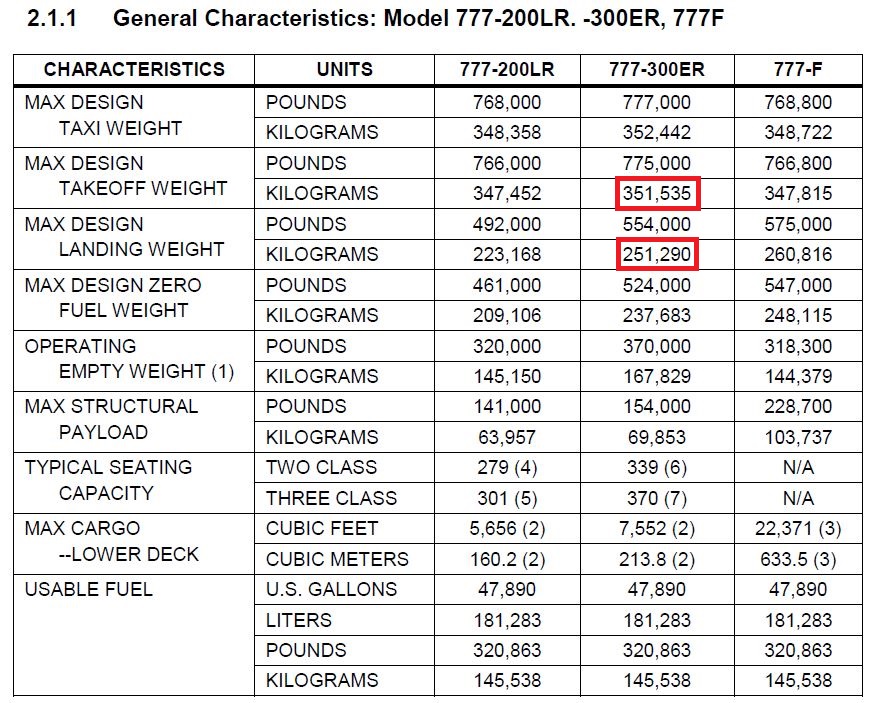 2.1.1 General Characteristics: Model 777-200LR. -300ER, 777F
CHARACTERISTICS UNITS 777-200LR 777-300ER 777-F
MAX DESIGN POUNDS 768,000 777,000 768,800
TAXI WEIGHT KILOGRAMS 348,358 352,442 348,722
MAX DESIGN POUNDS 766,000 775,000 766,800
TAKEOFF WEIGHT KILOGRAMS 347,452 351,535 347,815
MAX DESIGN POUNDS 492,000 554,000 575,000
LANDING WEIGHT KILOGRAMS 223,168 251,290 260,816
MAX DESIGN ZERO POUNDS 461,000 524,000 547,000
FUEL WEIGHT KILOGRAMS 209,106 237,683 248,115
OPERATING POUNDS 320,000 370,000 318,300
EMPTY WEIGHT (1) KILOGRAMS 145,150 167,829 144,379
MAX STRUCTURAL POUNDS 141,000 154,000 228,700
PAYLOAD KILOGRAMS 63,957 69,853 103,737
TYPICAL SEATING TWO CLASS 279 (4) 339 (6) N/A
CAPACITY THREE CLASS 301 (5) 370 (7) N/A
MAX CARGO CUBIC FEET 5,656 (2) 7,552 (2) 22,371 (3)
--LOWER DECK CUBIC METERS 160.2 (2) 213.8 (2) 633.5 (3)
USABLE FUEL U.S. GALLONS 47,890 47,890 47,890
LITERS 181,283 181,283 181,283
POUNDS 320,863 320,863 320,863
KILOGRAMS 145,538 145,538 145,538